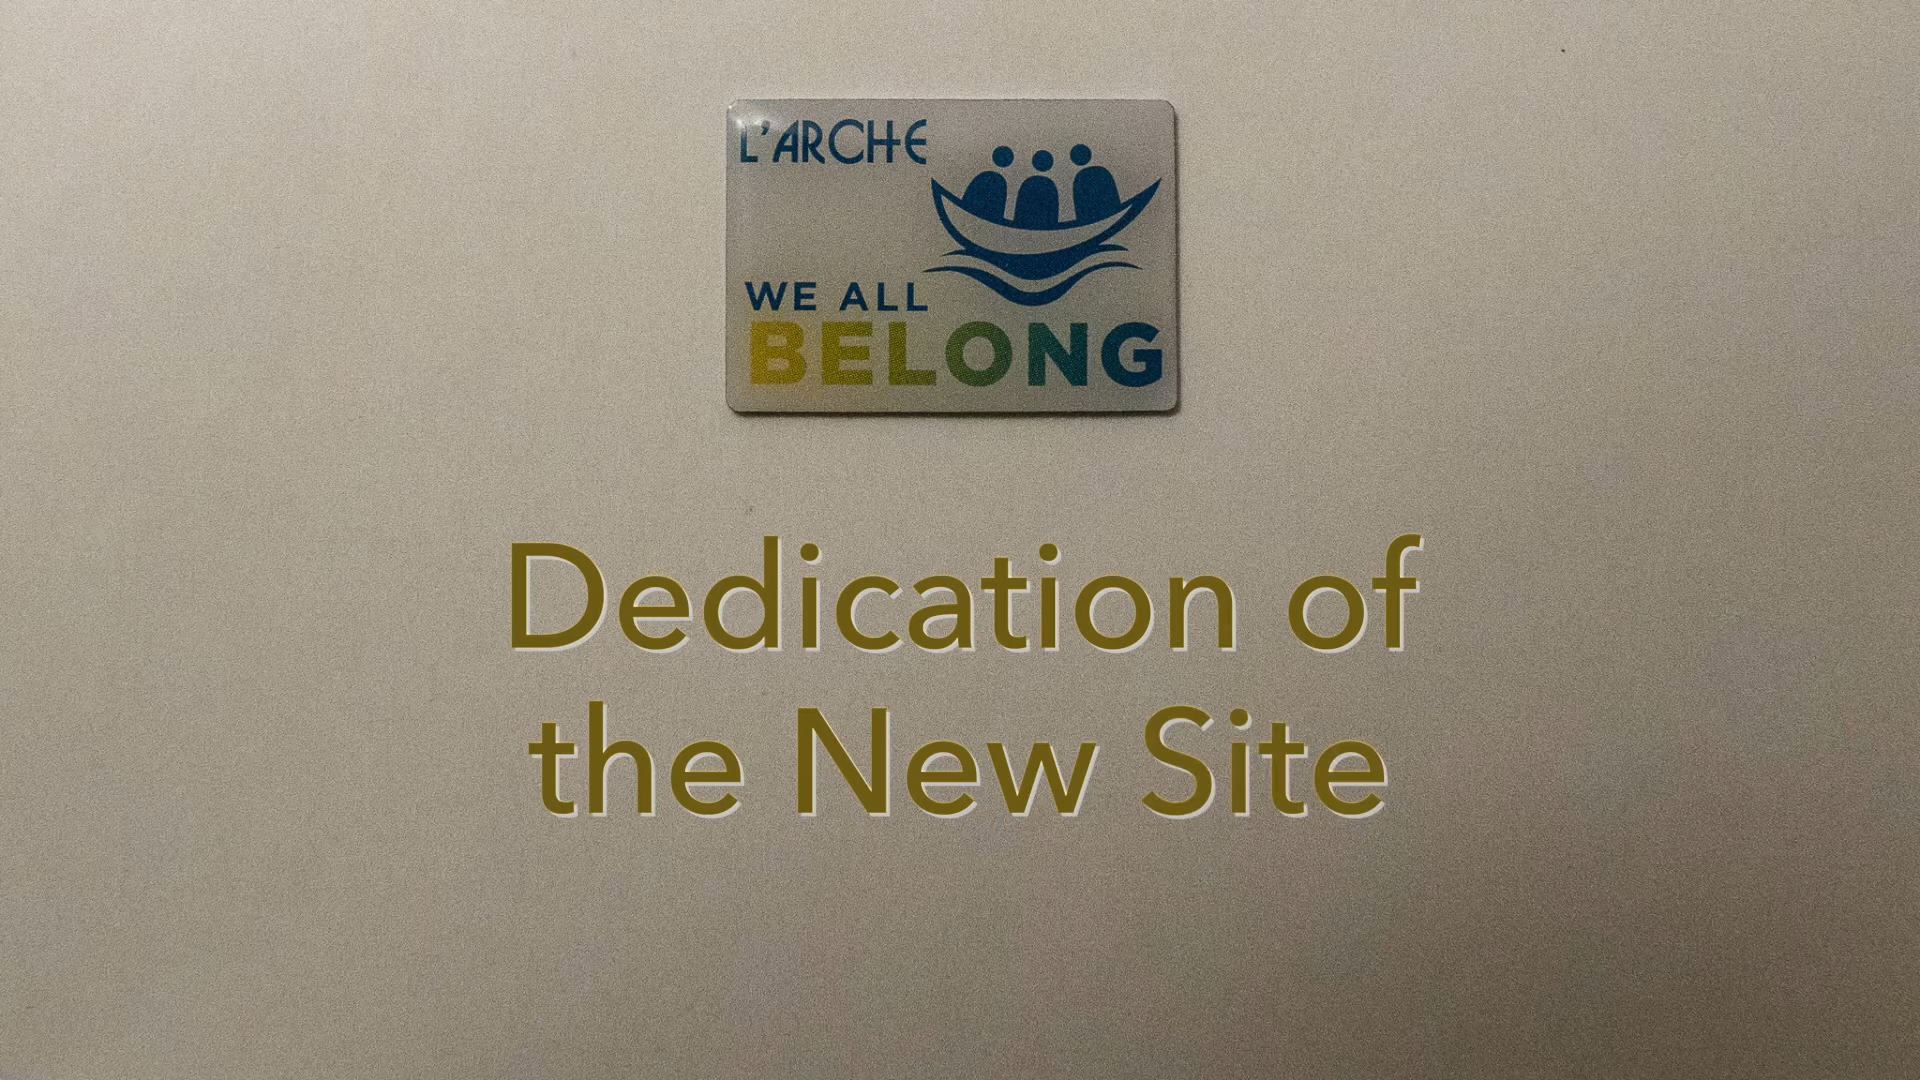 L'ARCHE
WE ALL
BELONG
Dedication of
the New Site